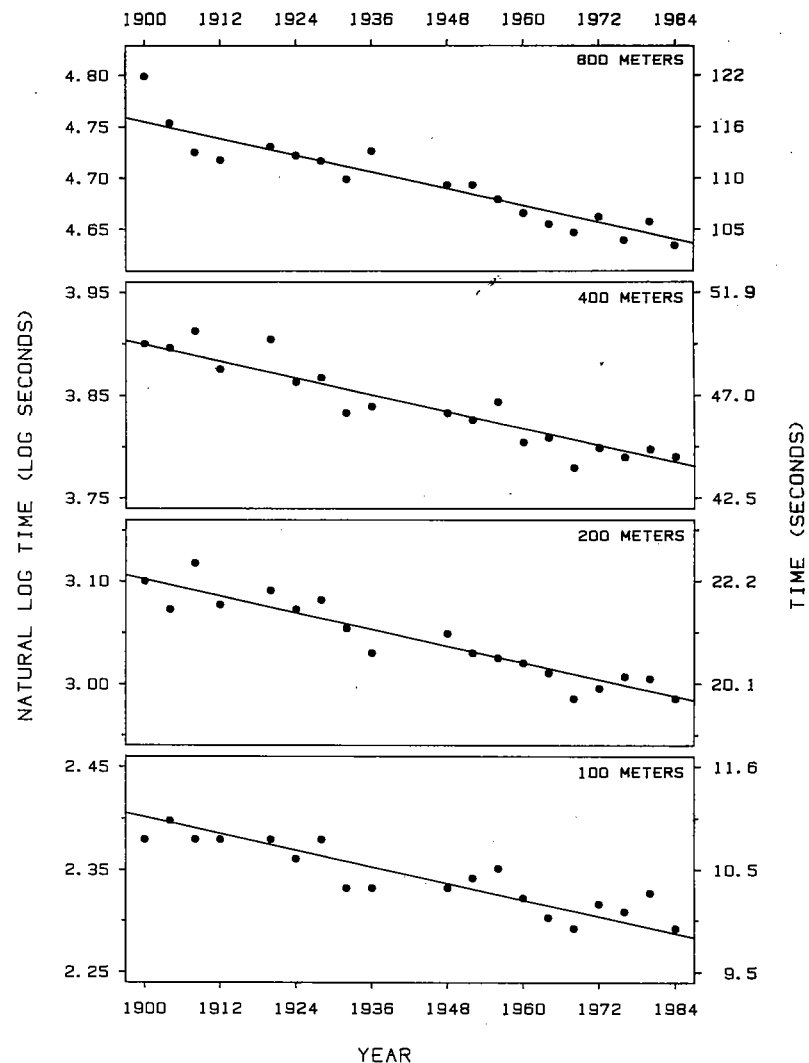 1900 1912 1924 1936 1948 1960 1972 1984
800 METERS
4.80 122
4.75 116
4.70 110
4.65 105
400 METERS
3.95 51.9
3.85 47.0
3.75 42.5
200 METERS
3.10 22.2
3.00 20.1
100 METERS
2.45 11.6
2.35 10.5
2.25 9.5
1900 1912 1924 1936 1948 1960 1972 1984
YEAR
NATURAL LOG TIME (LOG SECONDS)
TIME (SECONDS)